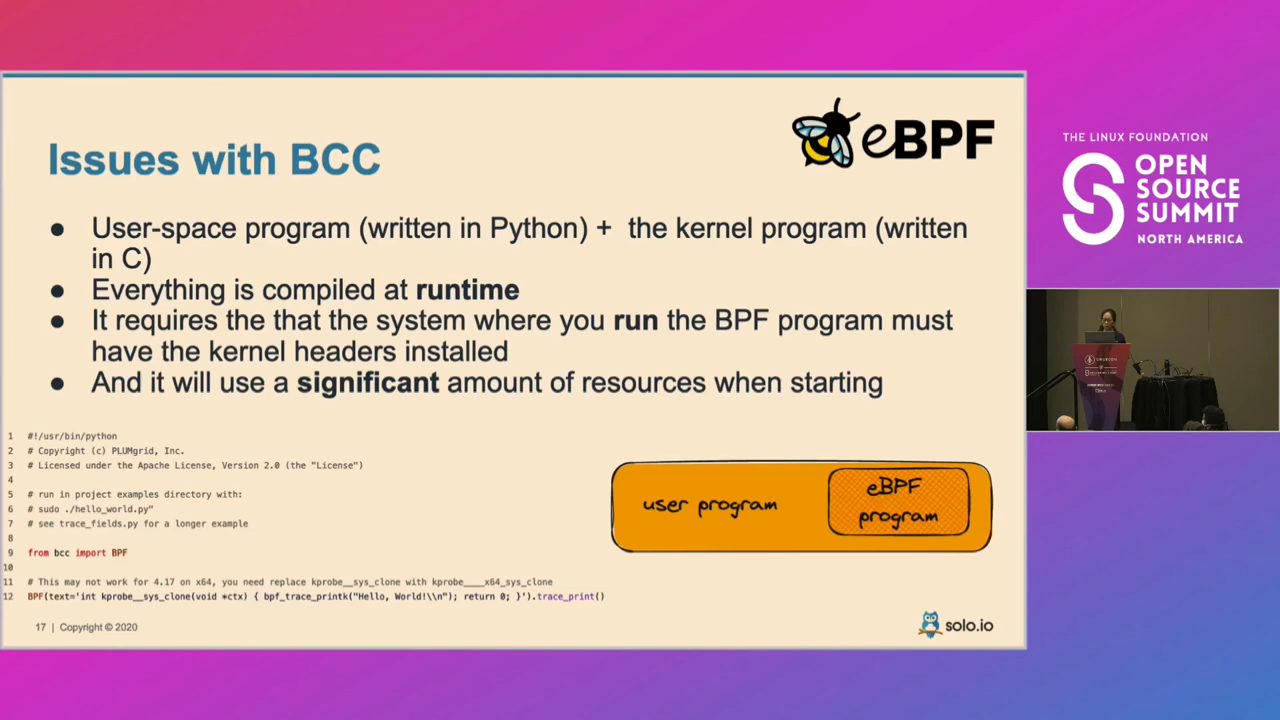 Issues with BCC
eBPF
● User-space program (written in Python) + the kernel program (written
in C)
● Everything is compiled at runtime
● It requires the that the system where you run the BPF program must
have the kernel headers installed
● And it will use a significant amount of resources when starting
1 #!/usr/bin/python
2 # Copyright (c) PLUMgrid, Inc.
3 # Licensed under the Apache License, Version 2.0 (the "License")
4
5 # run in project examples directory with:
6 # sudo ./hello_world.py"
7 # see trace_fields.py for a longer example
8
9 from bcc import BPF
10
11 # This may not work for 4.17 on x64, you need replace kprobe__sys_clone with kprobe____x64_sys_clone
12 BPF(text='int kprobe__sys_clone(void *ctx) { bpf_trace_printk("Hello, World!\\n"); return 0; }').trace_print()
user program
eBPF
program
17 | Copyright © 2020
solo.io
THE LINUX FOUNDATION
OPEN
SOURCE
SUMMIT
NORTH AMERICA